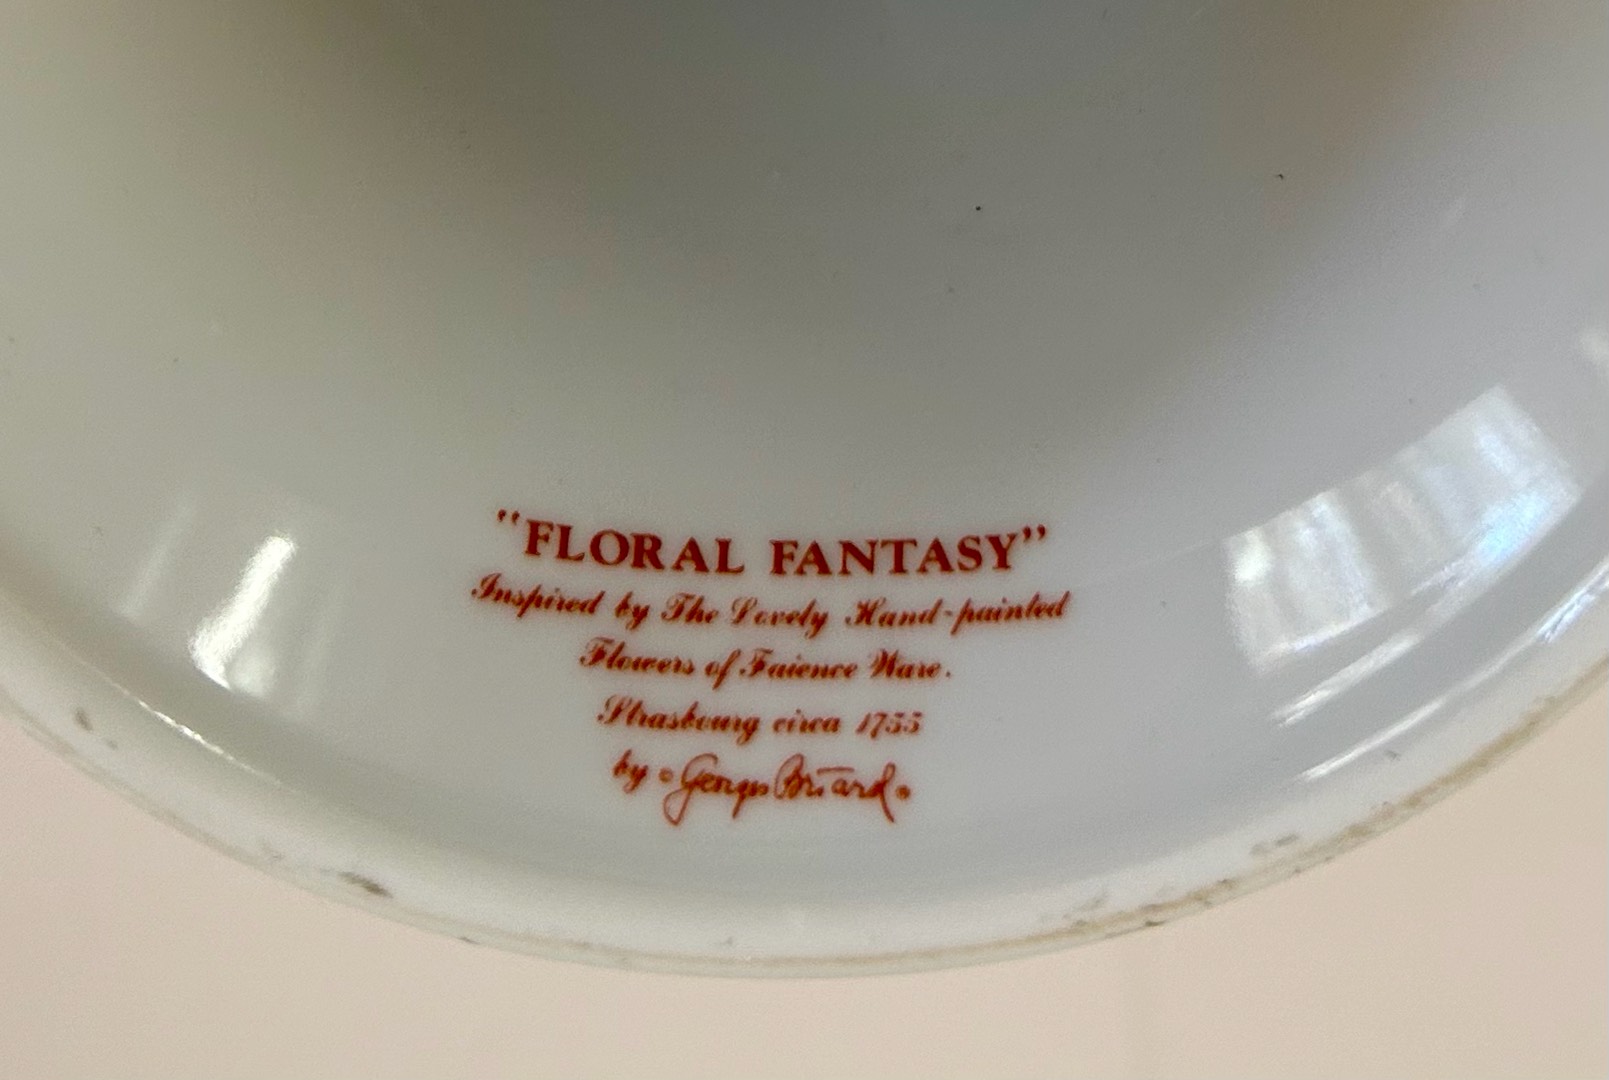 "FLORAL FANTASY"
Inspired by The Lovely Hand-painted
Flowers of Faience Ware.
Strasbourg circa 1755
by Georges Briard